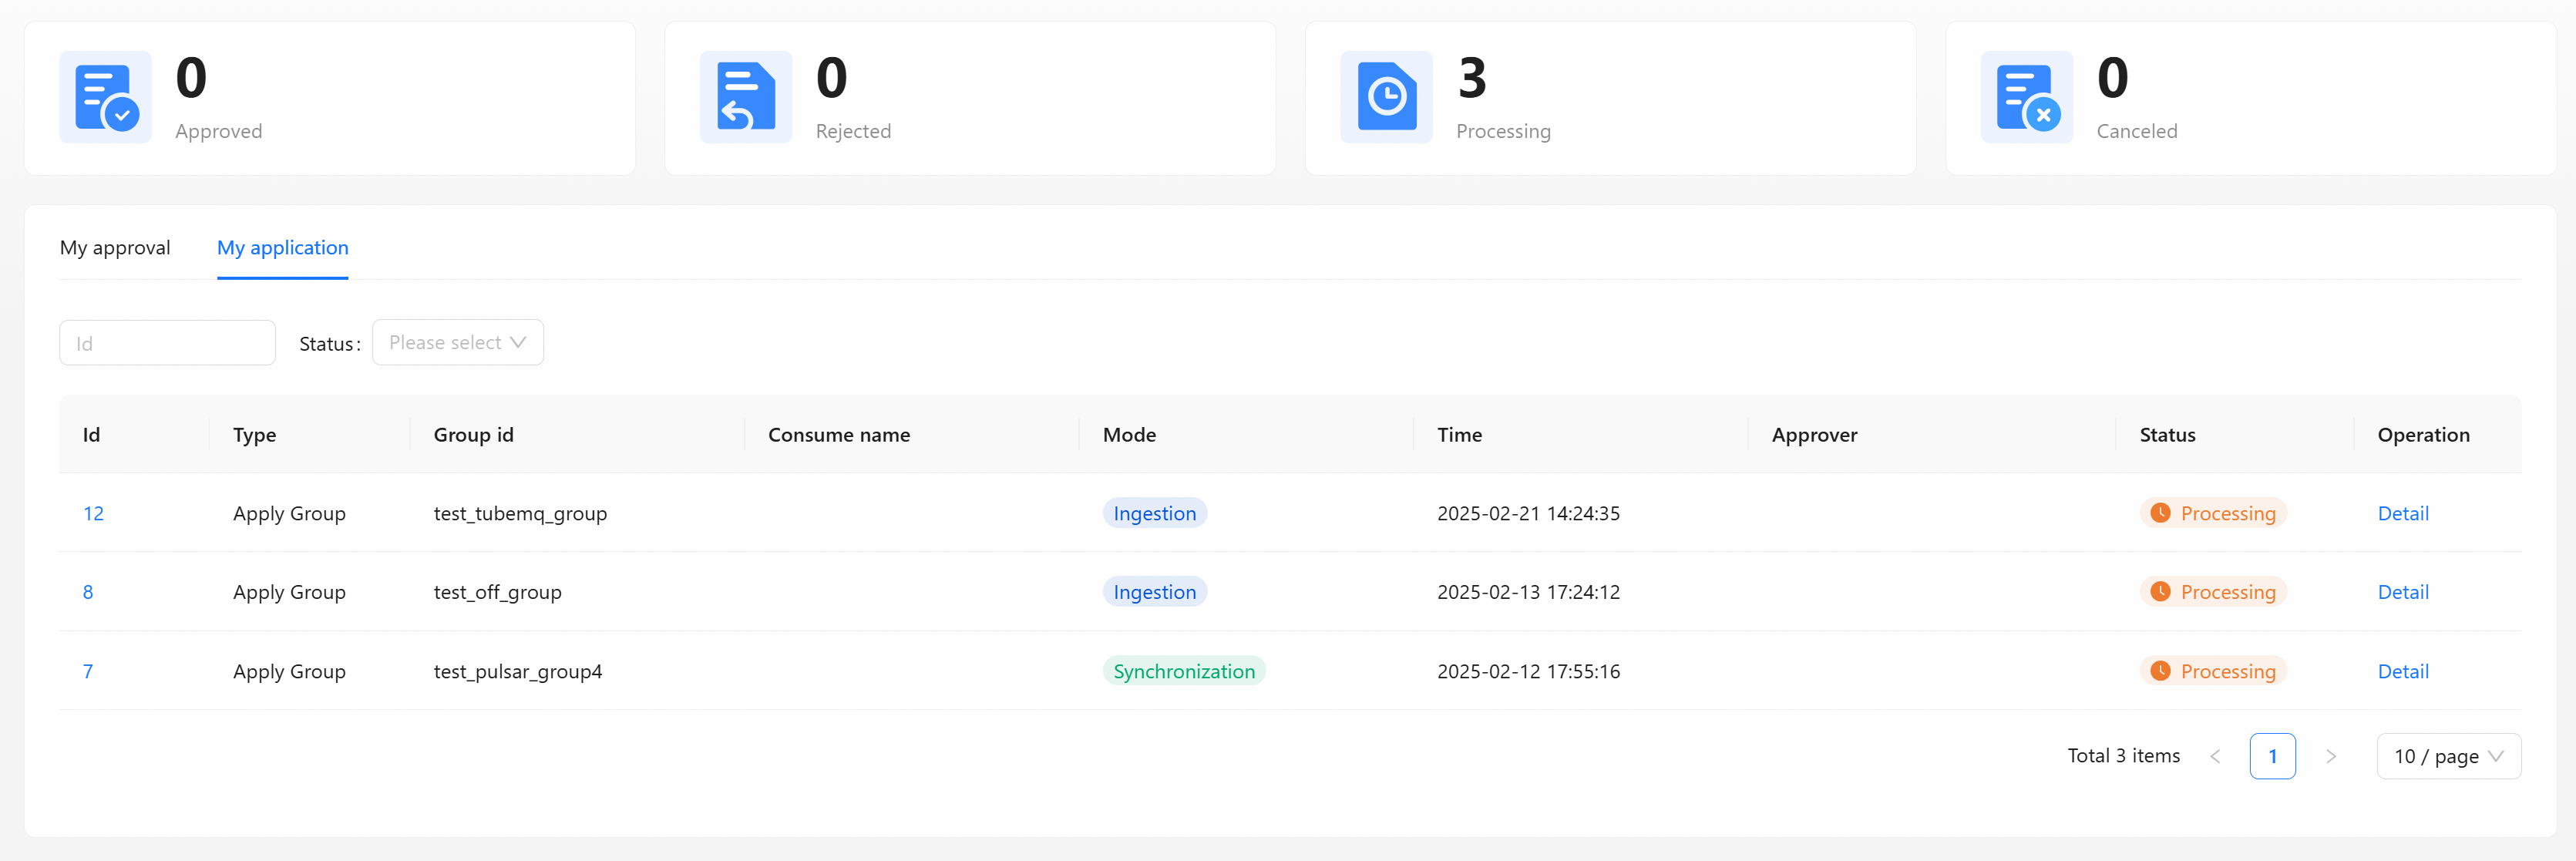 0
Approved
0
Rejected
3
Processing
0
Canceled
My approval My application
Id Status: Please select
Id Type Group id Consume name Mode Time Approver Status Operation
12 Apply Group test_tubemq_group Ingestion 2025-02-21 14:24:35 Processing Detail
8 Apply Group test_off_group Ingestion 2025-02-13 17:24:12 Processing Detail
7 Apply Group test_pulsar_group4 Synchronization 2025-02-12 17:55:16 Processing Detail
Total 3 items < 1 > 10 / page